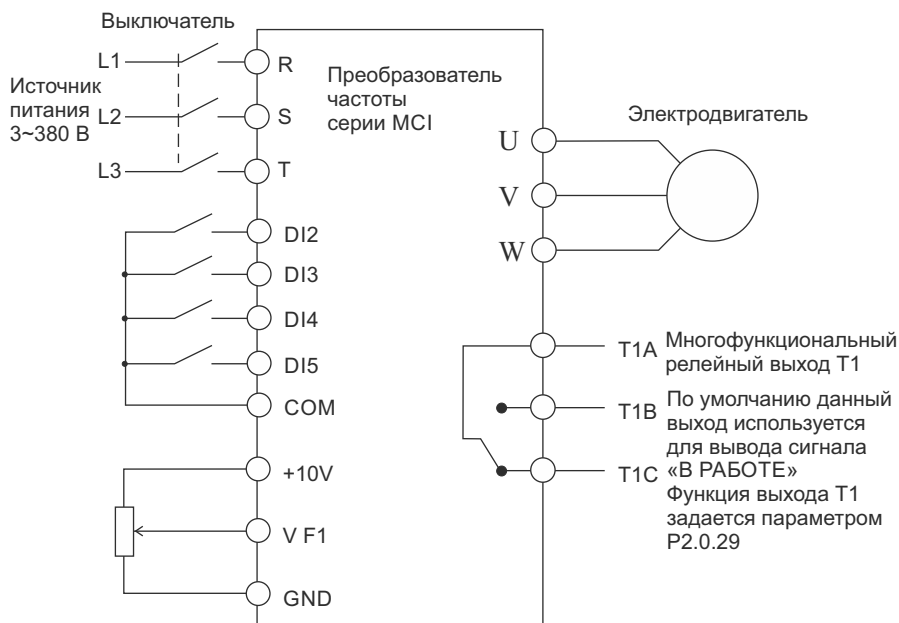 Выключатель
L1
L2
L3
Источник
питания
3~380 В
R
S
T
Преобразователь
частоты
серии MCI
Электродвигатель
U
V
W
DI2
DI3
DI4
DI5
COM
+10V
V F1
GND
T1A
T1B
T1C
Многофункциональный
релейный выход T1
По умолчанию данный
выход используется
для вывода сигнала
«В РАБОТЕ»
Функция выхода Т1
задается параметром
P2.0.29